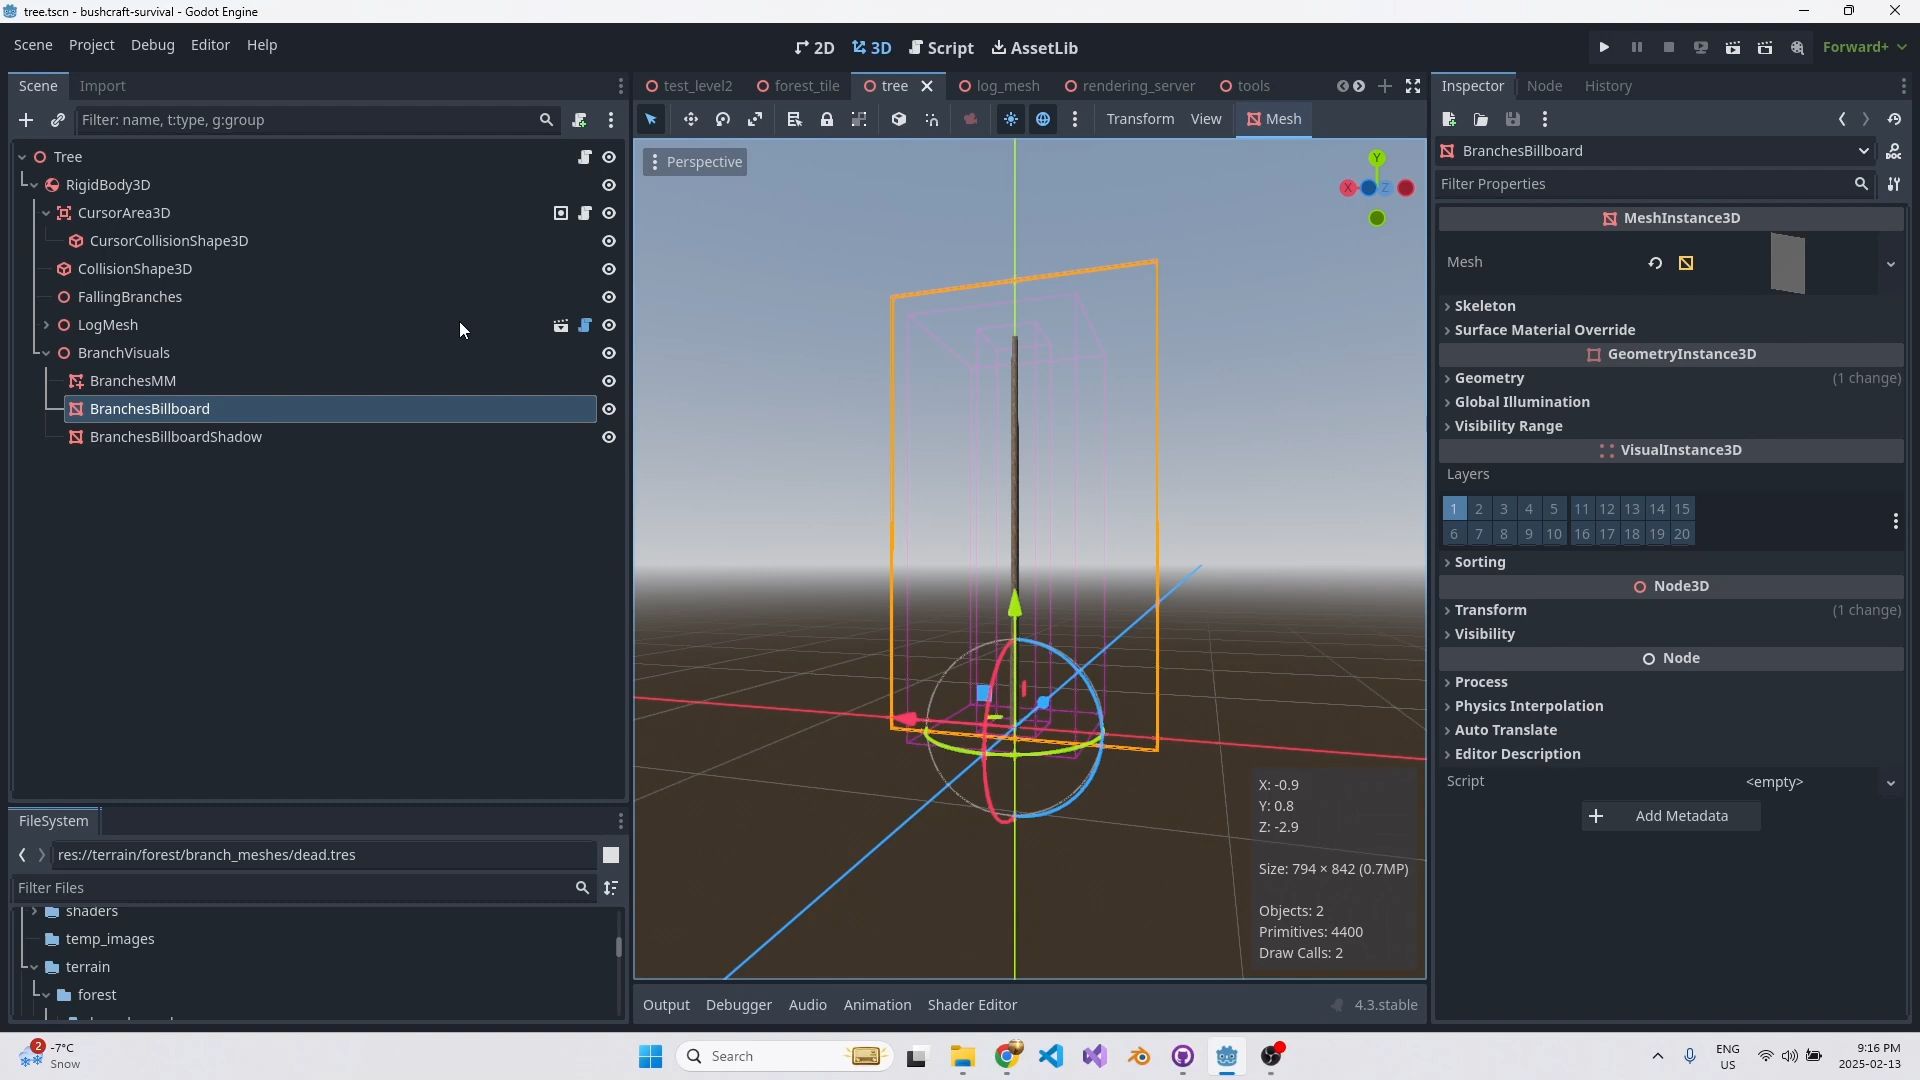 tree.tscn - bushcraft-survival - Godot Engine
Scene Project Debug Editor Help
2D 3D Script AssetLib
Forward+
Scene Import
Filter: name, t:type, g:group
Tree
RigidBody3D
CursorArea3D
CursorCollisionShape3D
CollisionShape3D
FallingBranches
LogMesh
BranchVisuals
BranchesMM
BranchesBillboard
BranchesBillboardShadow
FileSystem
res://terrain/forest/branch_meshes/dead.tres
Filter Files
shaders
temp_images
terrain
forest
test_level2 forest_tile tree log_mesh rendering_server tools
Transform View Mesh
Perspective
Y
X Z
X: -0.9
Y: 0.8
Z: -2.9
Size: 794 × 842 (0.7MP)
Objects: 2
Primitives: 4400
Draw Calls: 2
Output Debugger Audio Animation Shader Editor 4.3.stable
Inspector Node History
BranchesBillboard
Filter Properties
MeshInstance3D
Mesh
Skeleton
Surface Material Override
GeometryInstance3D
Geometry (1 change)
Global Illumination
Visibility Range
VisualInstance3D
Layers
1 2 3 4 5 11 12 13 14 15
6 7 8 9 10 16 17 18 19 20
Sorting
Node3D
Transform (1 change)
Visibility
Node
Process
Physics Interpolation
Auto Translate
Editor Description
Script <empty>
Add Metadata
2 -7°C
Snow
Search
ENG
US
9:16 PM
2025-02-13